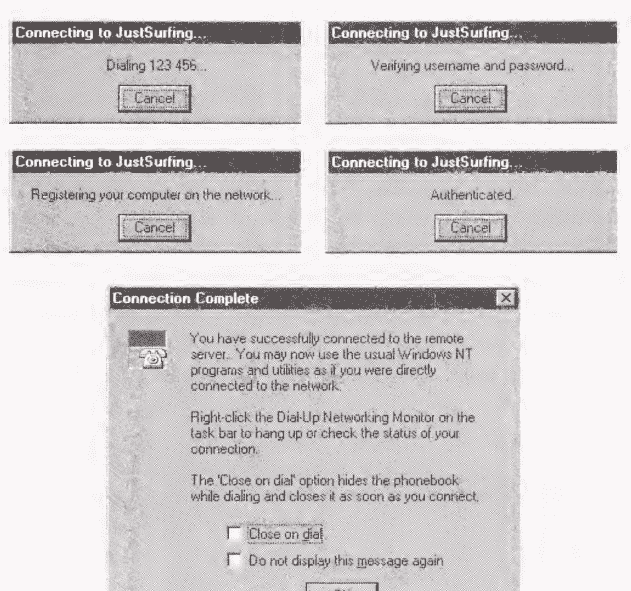 Connecting to JustSurfing...
Dialing 123 456...
Cancel
Connecting to JustSurfing...
Verifying username and password...
Cancel
Connecting to JustSurfing...
Registering your computer on the network...
Cancel
Connecting to JustSurfing...
Authenticated.
Cancel
Connection Complete
You have successfully connected to the remote
server. You may now use the usual Windows NT
programs and utilities as if you were directly
connected to the network.
Right-click the Dial-Up Networking Monitor on the
task bar to hang up or check the status of your
connection.
The 'Close on dial' option hides the phonebook
while dialing and closes it as soon as you connect.
Close on dial
Do not display this message again